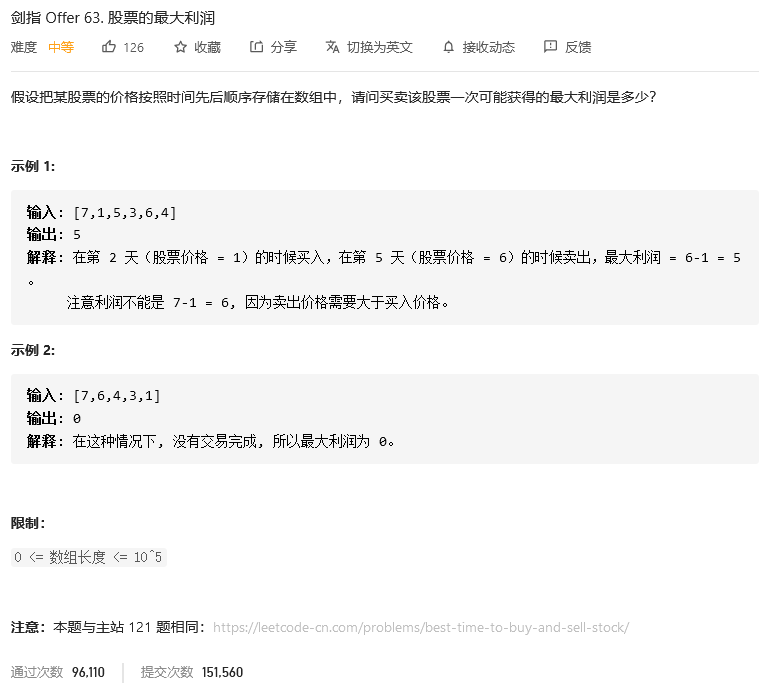 剑指 Offer 63. 股票的最大利润
难度 中等 126 收藏 分享 切换为英文 接收动态 反馈
假设把某股票的价格按照时间先后顺序存储在数组中，请问买卖该股票一次可能获得的最大利润是多少？
示例 1:
输入: [7,1,5,3,6,4]
输出: 5
解释: 在第 2 天（股票价格 = 1）的时候买入，在第 5 天（股票价格 = 6）的时候卖出，最大利润 = 6-1 = 5
。
注意利润不能是 7-1 = 6, 因为卖出价格需要大于买入价格。
示例 2:
输入: [7,6,4,3,1]
输出: 0
解释: 在这种情况下, 没有交易完成, 所以最大利润为 0。
限制：
0 <= 数组长度 <= 10^5
注意：本题与主站 121 题相同：https://leetcode-cn.com/problems/best-time-to-buy-and-sell-stock/
通过次数 96,110 提交次数 151,560